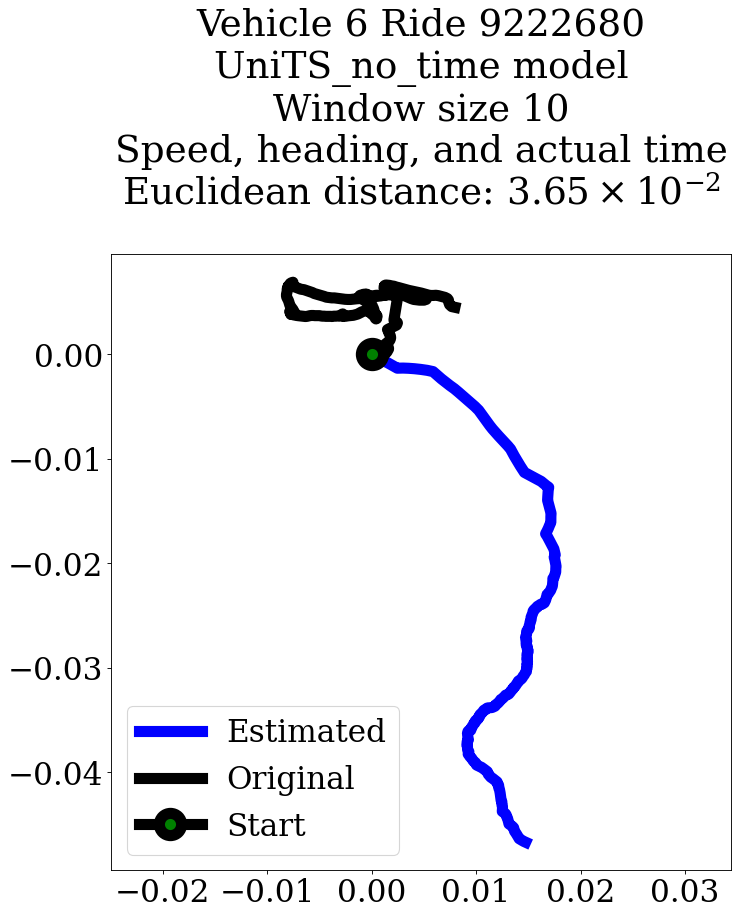 Vehicle 6 Ride 9222680
UniTS_no_time model
Window size 10
Speed, heading, and actual time
Euclidean distance: 3.65 × 10⁻²
0.00
−0.01
−0.02
−0.03
−0.04
Estimated
Original
Start
−0.02 −0.01 0.00 0.01 0.02 0.03